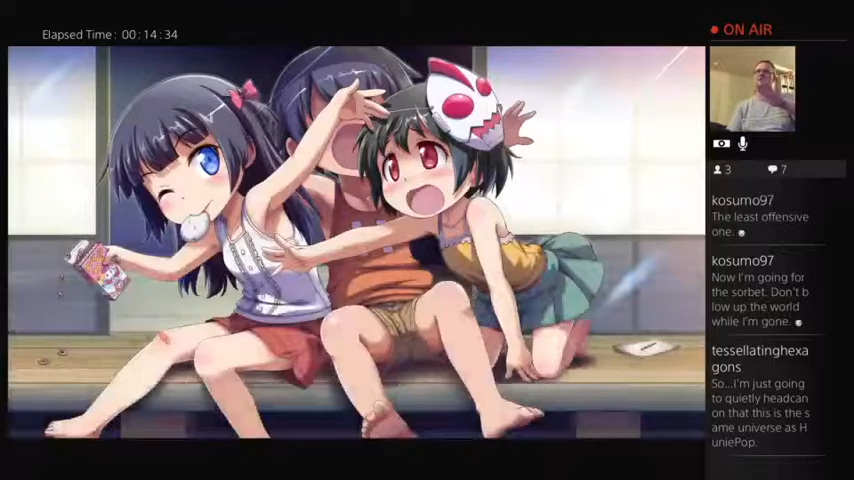 Elapsed Time: 00:14:34
ON AIR
3
7
kosumo97
The least offensive
one.
kosumo97
Now I'm going for
the sorbet. Don't b
low up the world
while I'm gone.
tessellatinghexa
gons
So...I'm just going
to quietly headcan
on that this is the s
ame universe as H
uniePop.